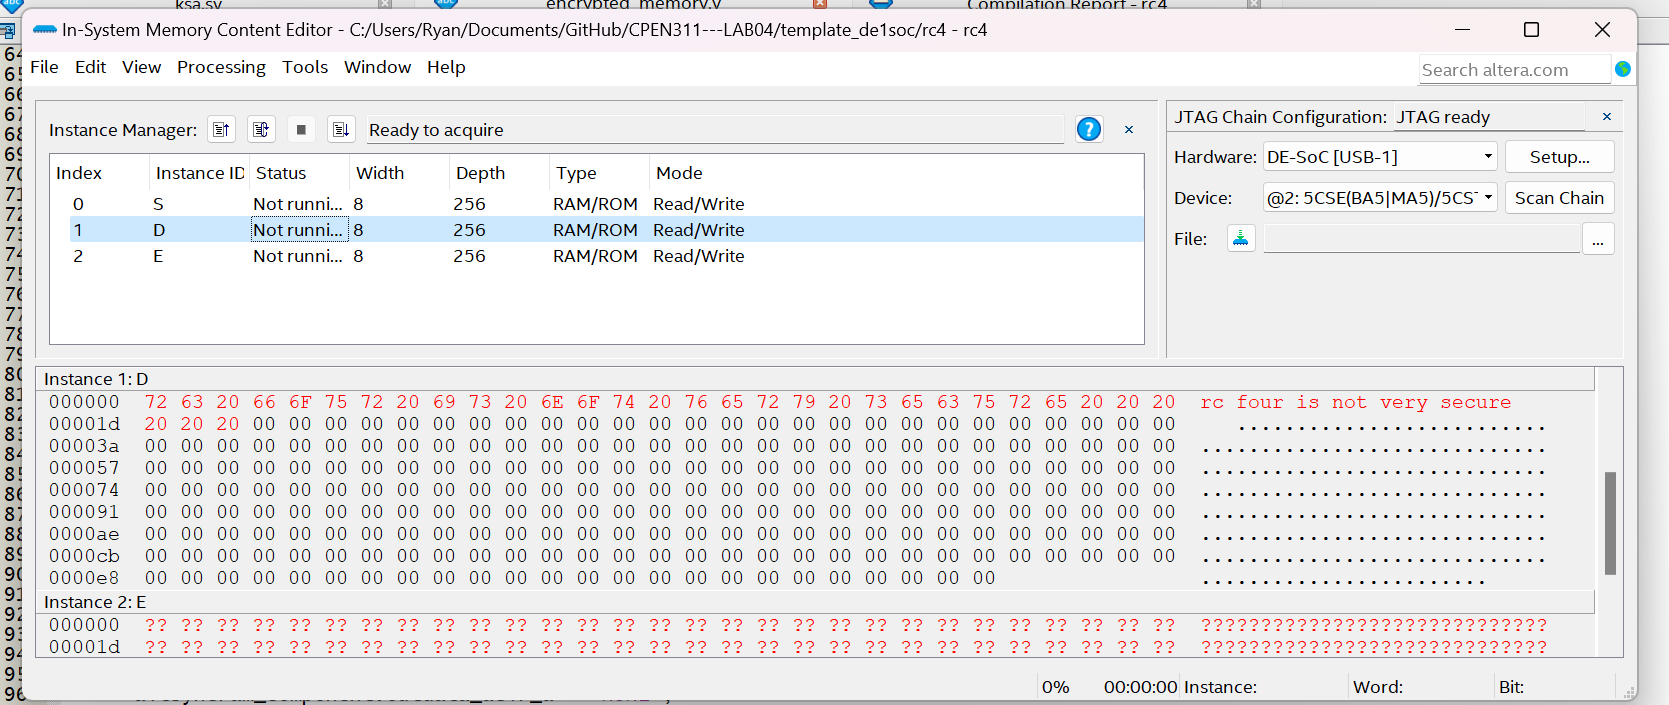 ksa.sv encrypted_memory.v Compilation Report - rc4
In-System Memory Content Editor - C:/Users/Ryan/Documents/GitHub/CPEN311---LAB04/template_de1soc/rc4 - rc4
File Edit View Processing Tools Window Help
Search altera.com
Instance Manager: Ready to acquire
Index Instance ID Status Width Depth Type Mode
0 S Not runni... 8 256 RAM/ROM Read/Write
1 D Not runni... 8 256 RAM/ROM Read/Write
2 E Not runni... 8 256 RAM/ROM Read/Write
JTAG Chain Configuration: JTAG ready
Hardware: DE-SoC [USB-1] Setup...
Device: @2: 5CSE(BA5|MA5)/5CST Scan Chain
File: ...
Instance 1: D
000000 72 63 20 66 6F 75 72 20 69 73 20 6E 6F 74 20 76 65 72 79 20 73 65 63 75 72 65 20 20 20 rc four is not very secure
00001d 20 20 20 00 00 00 00 00 00 00 00 00 00 00 00 00 00 00 00 00 00 00 00 00 00 00 00 00 00 ..........................
00003a 00 00 00 00 00 00 00 00 00 00 00 00 00 00 00 00 00 00 00 00 00 00 00 00 00 00 00 00 00 .............................
000057 00 00 00 00 00 00 00 00 00 00 00 00 00 00 00 00 00 00 00 00 00 00 00 00 00 00 00 00 00 .............................
000074 00 00 00 00 00 00 00 00 00 00 00 00 00 00 00 00 00 00 00 00 00 00 00 00 00 00 00 00 00 .............................
000091 00 00 00 00 00 00 00 00 00 00 00 00 00 00 00 00 00 00 00 00 00 00 00 00 00 00 00 00 00 .............................
0000ae 00 00 00 00 00 00 00 00 00 00 00 00 00 00 00 00 00 00 00 00 00 00 00 00 00 00 00 00 00 .............................
0000cb 00 00 00 00 00 00 00 00 00 00 00 00 00 00 00 00 00 00 00 00 00 00 00 00 00 00 00 00 00 .............................
0000e8 00 00 00 00 00 00 00 00 00 00 00 00 00 00 00 00 00 00 00 00 00 00 00 00 ........................
Instance 2: E
000000 ?? ?? ?? ?? ?? ?? ?? ?? ?? ?? ?? ?? ?? ?? ?? ?? ?? ?? ?? ?? ?? ?? ?? ?? ?? ?? ?? ?? ?? ?????????????????????????????
00001d ?? ?? ?? ?? ?? ?? ?? ?? ?? ?? ?? ?? ?? ?? ?? ?? ?? ?? ?? ?? ?? ?? ?? ?? ?? ?? ?? ?? ?? ?????????????????????????????
0% 00:00:00 Instance: Word: Bit: